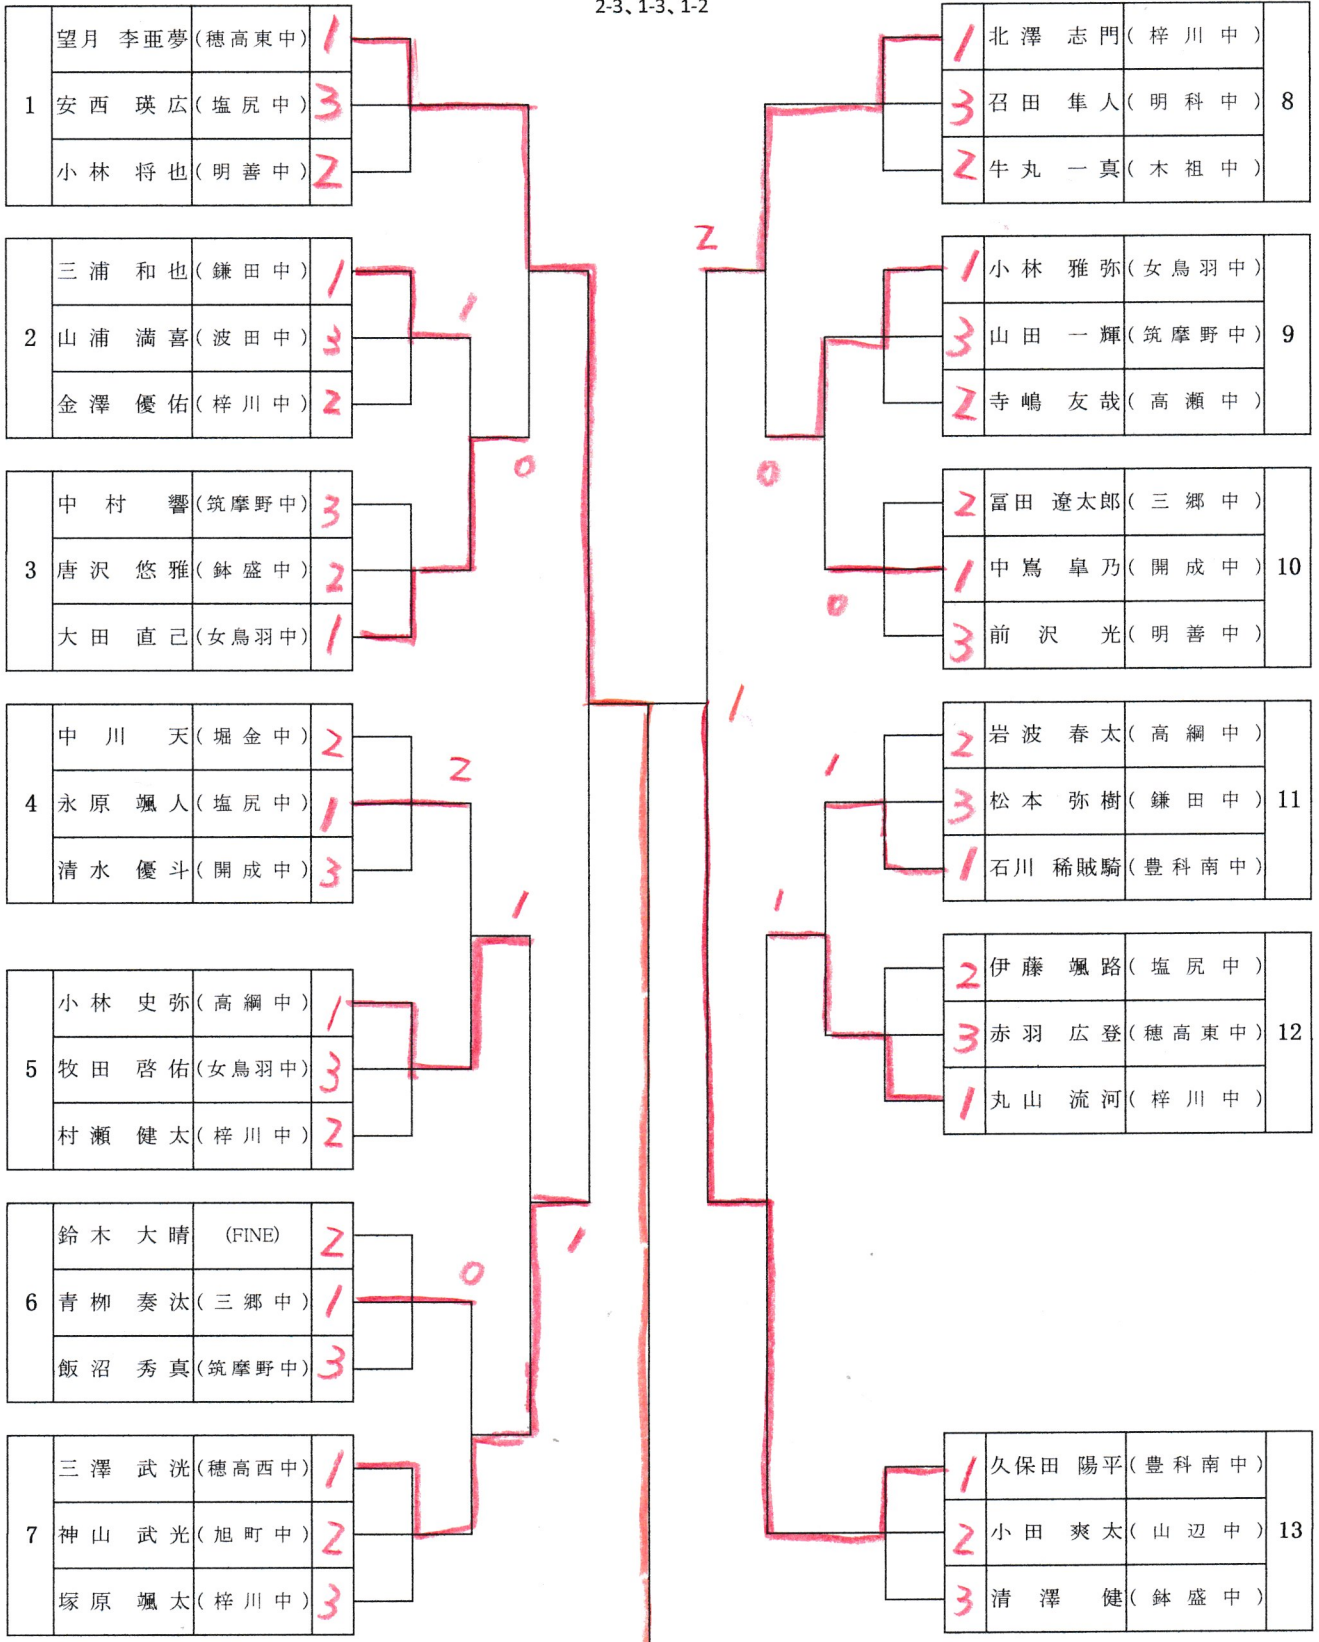 2-3、1-3、1-2
1
望月 李亜夢 (穂高東中) 1
安西 瑛広 (塩尻中) 3
小林 将也 (明善中) 2
2
三浦 和也 (鎌田中) 1
山浦 満喜 (波田中) 3
金澤 優佑 (梓川中) 2
1
0
3
中村 響 (筑摩野中) 3
唐沢 悠雅 (鉢盛中) 2
大田 直己 (女鳥羽中) 1
4
中川 天 (堀金中) 2
永原 颯人 (塩尻中) 1
清水 優斗 (開成中) 3
2
1
5
小林 史弥 (高綱中) 1
牧田 啓佑 (女鳥羽中) 3
村瀬 健太 (梓川中) 2
6
鈴木 大晴 (FINE) 2
青栁 奏汰 (三郷中) 1
飯沼 秀真 (筑摩野中) 3
0
1
7
三澤 武洸 (穂高西中) 1
神山 武光 (旭町中) 2
塚原 颯太 (梓川中) 3
1 北澤 志門 (梓川中)
3 召田 隼人 (明科中)
2 牛丸 一真 (木祖中)
8
2
1 小林 雅弥 (女鳥羽中)
3 山田 一輝 (筑摩野中)
2 寺嶋 友哉 (高瀬中)
9
0
2 冨田 遼太郎 (三郷中)
1 中嶌 皐乃 (開成中)
3 前沢 光 (明善中)
10
0
1
2 岩波 春太 (高綱中)
3 松本 弥樹 (鎌田中)
1 石川 稀賊騎 (豊科南中)
11
1
1
2 伊藤 颯路 (塩尻中)
3 赤羽 広登 (穂高東中)
1 丸山 流河 (梓川中)
12
1 久保田 陽平 (豊科南中)
2 小田 爽太 (山辺中)
3 清澤 健 (鉢盛中)
13